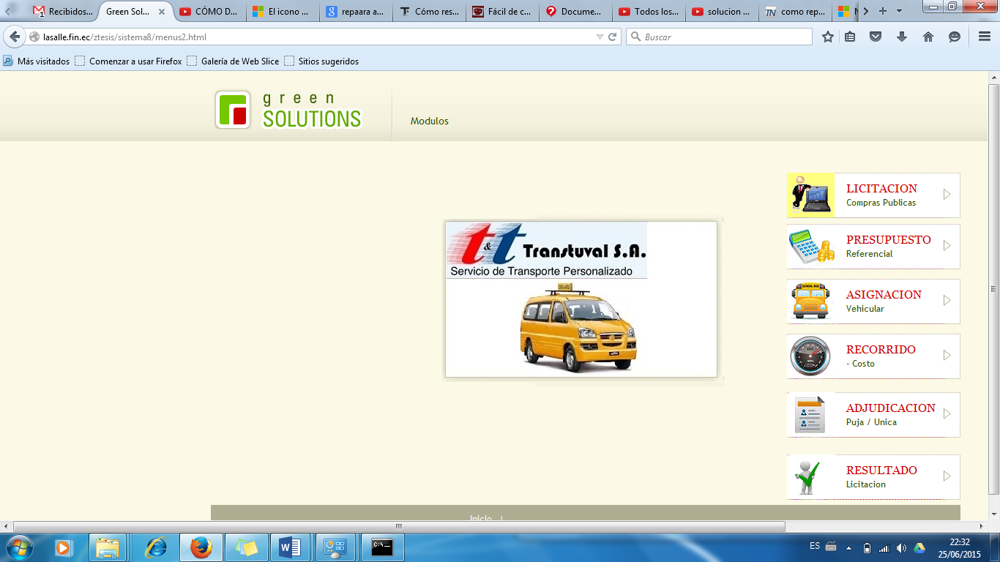 Recibidos...
Green Sol...
CÓMO D...
El icono ...
repaara a...
Cómo res...
Fácil de c...
Docume...
Todos los...
solucion ...
como rep...
lasalle.fin.ec/ztesis/sistema8/menus2.html
Buscar
Más visitados
Comenzar a usar Firefox
Galería de Web Slice
Sitios sugeridos
green
SOLUTIONS
Modulos
LICITACION
Compras Publicas
t&t Transtuval S.A.
Servicio de Transporte Personalizado
PRESUPUESTO
Referencial
SCHOOL BUS
ASIGNACION
Vehicular
RECORRIDO
- Costo
ADJUDICACION
Puja / Unica
RESULTADO
Licitacion
Inicio |
ES
22:32
25/06/2015